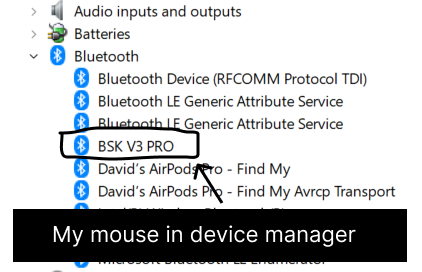 Audio inputs and outputs
Batteries
Bluetooth
Bluetooth Device (RFCOMM Protocol TDI)
Bluetooth LE Generic Attribute Service
Bluetooth LE Generic Attribute Service
BSK V3 PRO
David's AirPods Pro - Find My
David's AirPods Pro - Find My Avrcp Transport
My mouse in device manager
Microsoft Bluetooth LE Enumerator